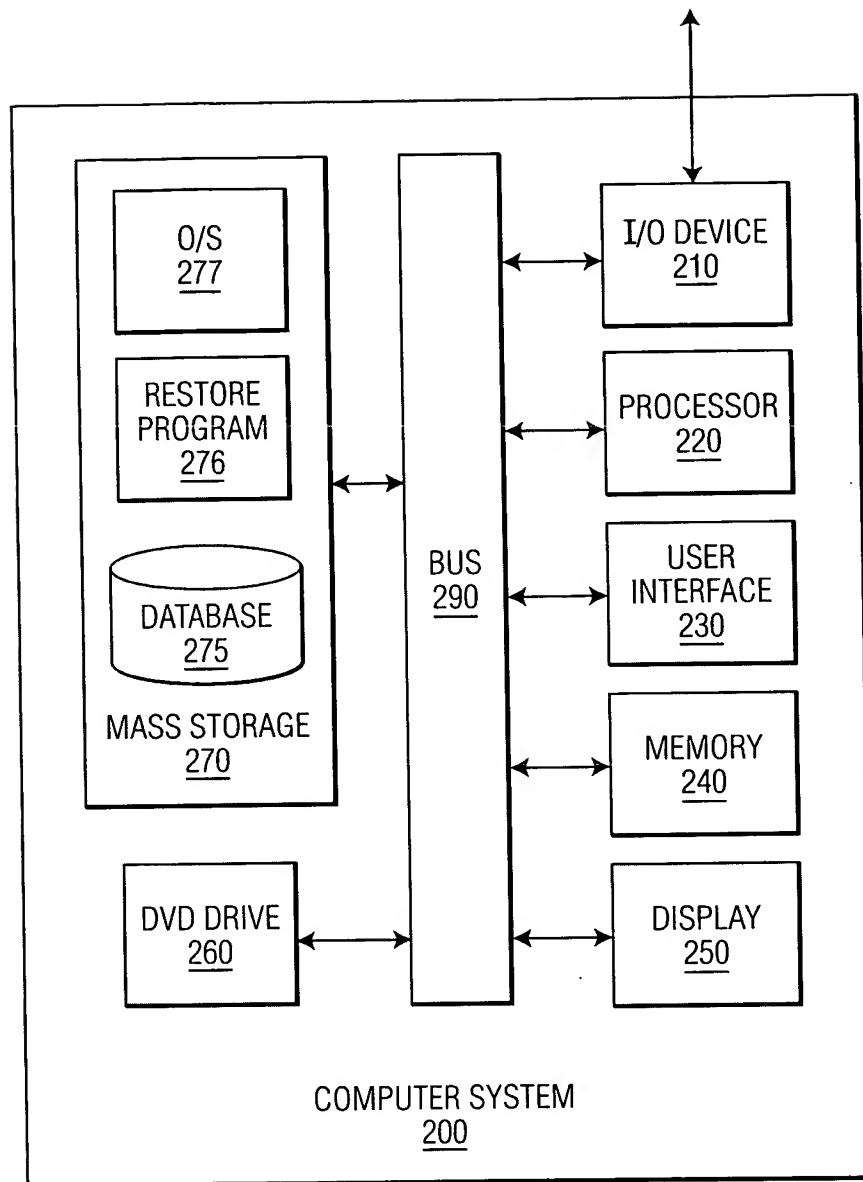 O/S
277
RESTORE
PROGRAM
276
DATABASE
275
MASS STORAGE
270
DVD DRIVE
260
BUS
290
I/O DEVICE
210
PROCESSOR
220
USER
INTERFACE
230
MEMORY
240
DISPLAY
250
COMPUTER SYSTEM
200